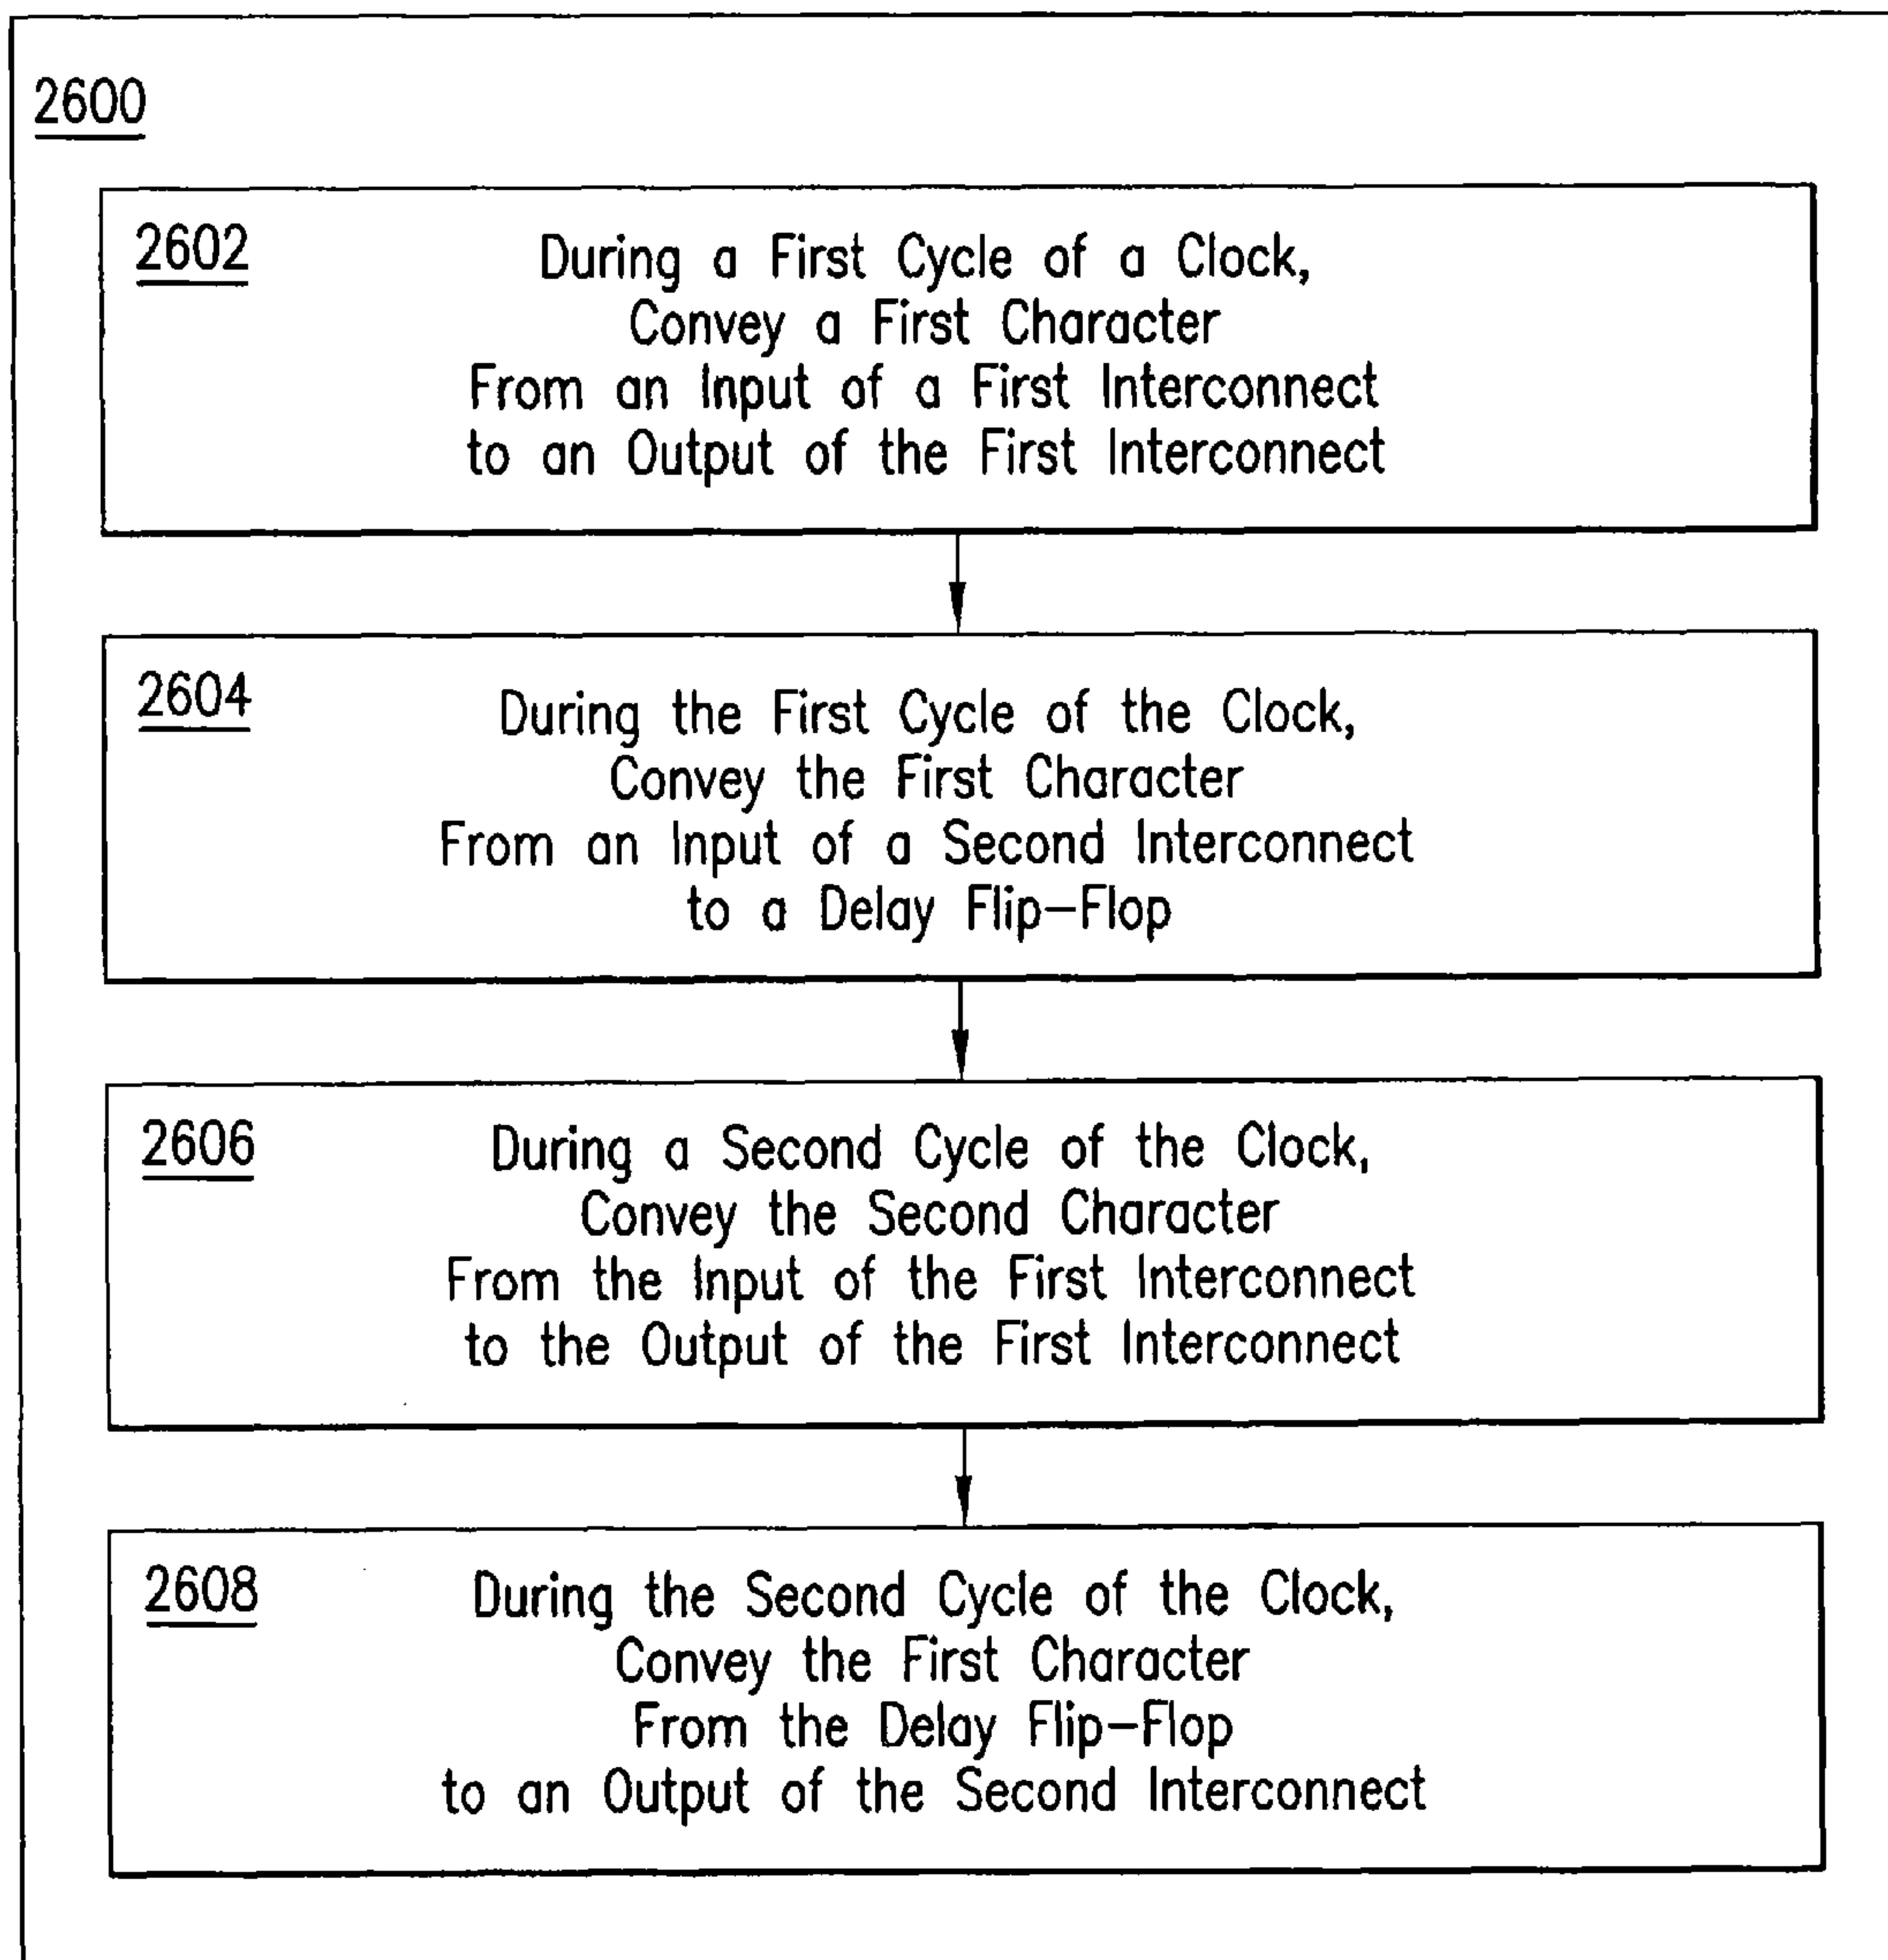 2600
2602
During a First Cycle of a Clock,
Convey a First Character
From an Input of a First Interconnect
to an Output of the First Interconnect
2604
During the First Cycle of the Clock,
Convey the First Character
From an Input of a Second Interconnect
to a Delay Flip-Flop
2606
During a Second Cycle of the Clock,
Convey the Second Character
From the Input of the First Interconnect
to the Output of the First Interconnect
2608
During the Second Cycle of the Clock,
Convey the First Character
From the Delay Flip-Flop
to an Output of the Second Interconnect